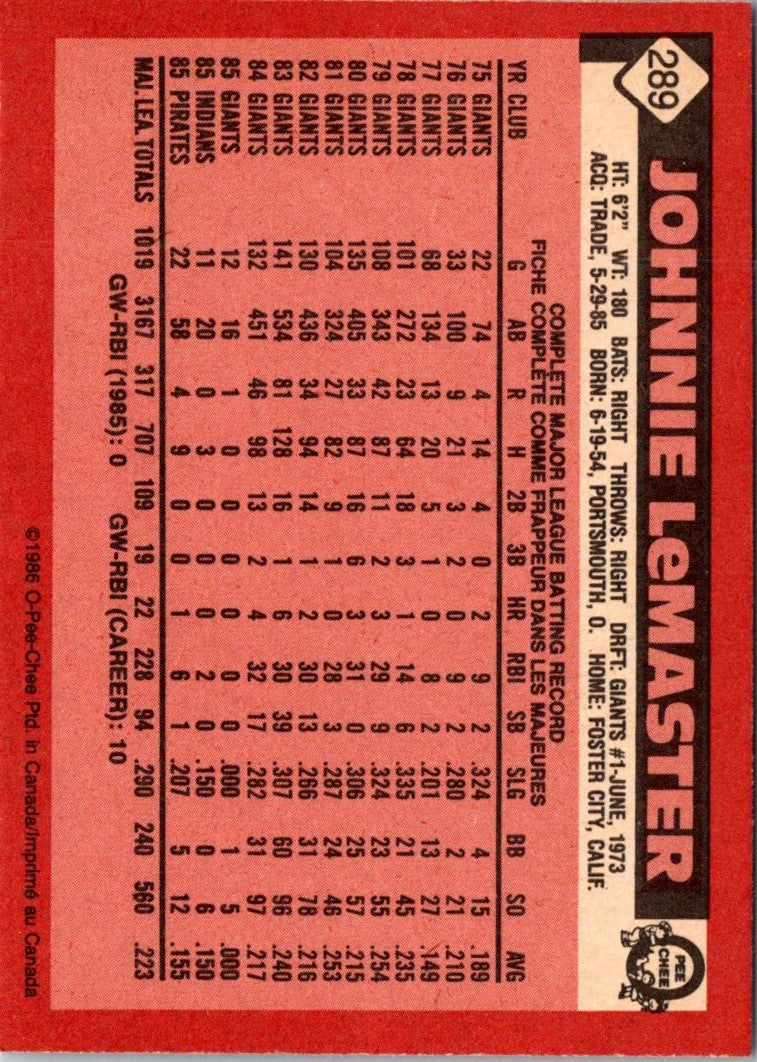 289
JOHNNIE LeMASTER
PEE
CHEE
HT: 6'2" WT: 180 BATS: RIGHT THROWS: RIGHT DRFT: GIANTS #1-JUNE, 1973
ACQ: TRADE, 5-29-85 BORN: 6-19-54, PORTSMOUTH, O. HOME: FOSTER CITY, CALIF.
COMPLETE MAJOR LEAGUE BATTING RECORD
FICHE COMPLÈTE COMME FRAPPEUR DANS LES MAJEURES
YR CLUB G AB R H 2B 3B HR RBI SB SLG BB SO AVG
75 GIANTS 22 74 4 14 4 0 2 9 2 .324 4 15 .189
76 GIANTS 33 100 9 21 3 2 0 9 2 .280 2 21 .210
77 GIANTS 68 134 13 20 5 1 0 8 2 .201 13 27 .149
78 GIANTS 101 272 23 64 18 3 1 14 6 .335 21 45 .235
79 GIANTS 108 343 42 87 11 2 3 29 9 .324 23 55 .254
80 GIANTS 135 405 33 87 16 6 3 31 0 .306 25 57 .215
81 GIANTS 104 324 27 82 9 1 0 28 3 .287 24 46 .253
82 GIANTS 130 436 34 94 14 1 2 30 13 .266 31 78 .216
83 GIANTS 141 534 81 128 16 1 6 30 39 .307 60 96 .240
84 GIANTS 132 451 46 98 13 2 4 32 17 .282 31 97 .217
85 GIANTS 12 16 1 0 0 0 0 0 0 .000 1 5 .000
85 INDIANS 11 20 0 3 0 0 0 2 0 .150 0 6 .150
85 PIRATES 22 58 4 9 0 0 1 6 1 .207 5 12 .155
MAJ. LEA. TOTALS 1019 3167 317 707 109 19 22 228 94 .290 240 560 .223
GW-RBI (1985): 0 GW-RBI (CAREER): 10
©1986 O-Pee-Chee Ptd. in Canada/Imprimé au Canada